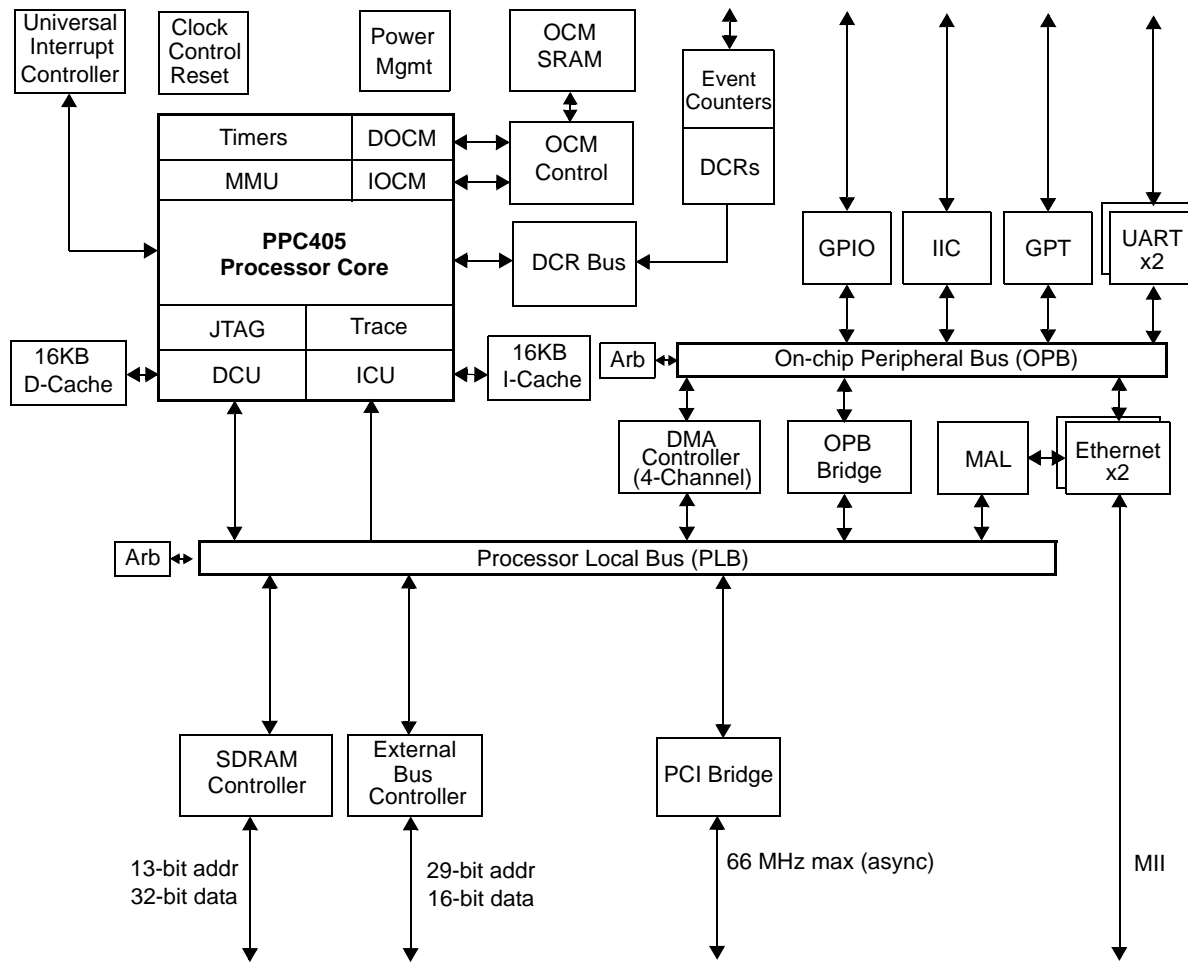 Universal
Interrupt
Controller
Clock
Control
Reset
Power
Mgmt
OCM
SRAM
Event
Counters
DCRs
Timers
DOCM
MMU
IOCM
OCM
Control
PPC405
Processor Core
DCR Bus
GPIO
IIC
GPT
UART
x2
JTAG
Trace
DCU
ICU
16KB
D-Cache
16KB
I-Cache
Arb
On-chip Peripheral Bus (OPB)
DMA
Controller
(4-Channel)
OPB
Bridge
MAL
Ethernet
x2
Arb
Processor Local Bus (PLB)
SDRAM
Controller
External
Bus
Controller
PCI Bridge
13-bit addr
32-bit data
29-bit addr
16-bit data
66 MHz max (async)
MII